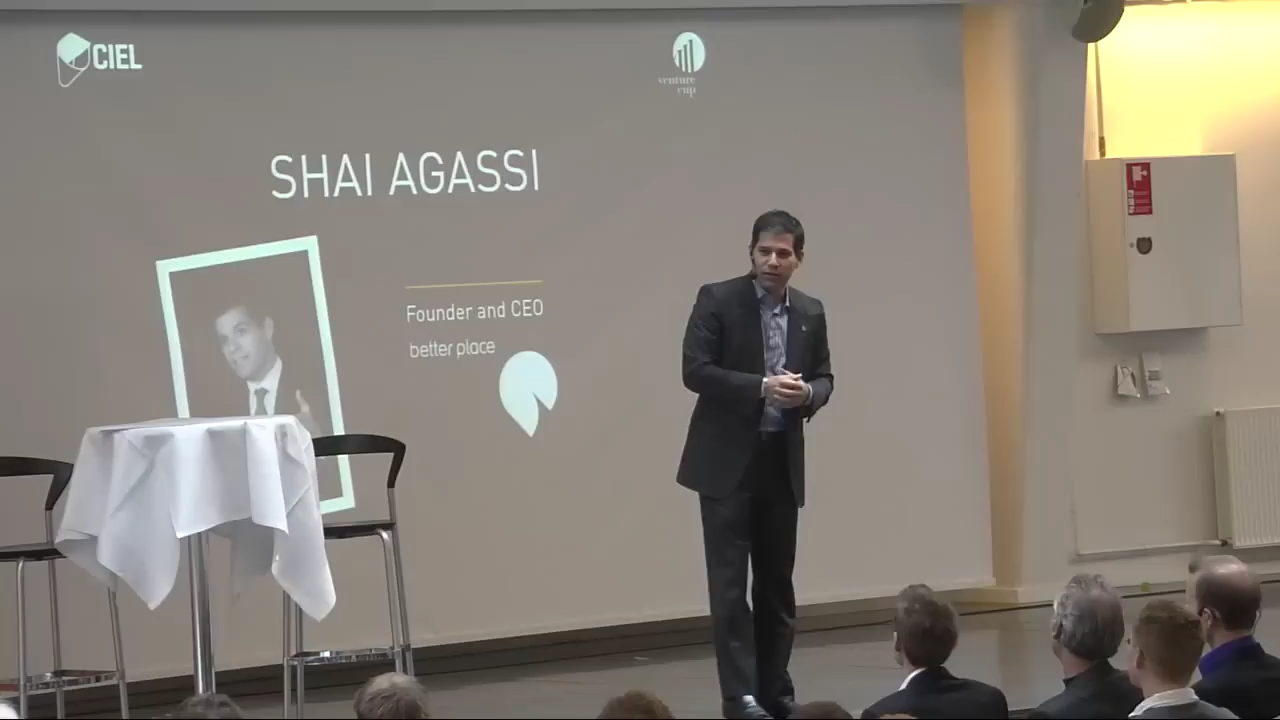 CIEL
venture
cup
SHAI AGASSI
Founder and CEO
better place